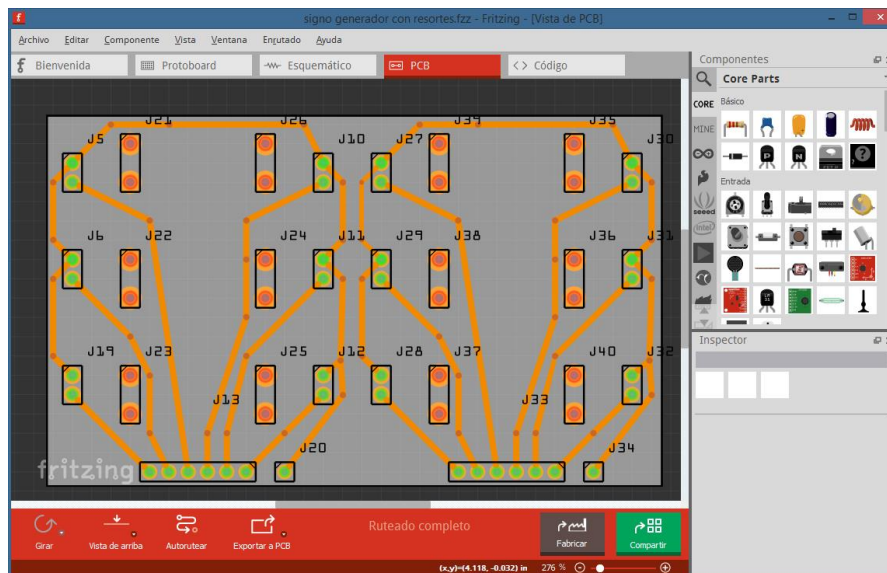 signo generador con resortes.fzz - Fritzing - [Vista de PCB]
Archivo Editar Componente Vista Ventana Enrutado Ayuda
Bienvenida Protoboard Esquemático PCB <> Código
Componentes
Core Parts
CORE Básico
MINE
Entrada
seeed
intel
J21 J26 J39 J35
J5 J10 J27 J30
J6 J22 J24 J11 J29 J38 J36 J31
J19 J23 J25 J12 J28 J37 J40 J32
J13 J33
J20 J34
fritzing
Inspector
Ruteado completo
Girar Vista de arriba Autorutear Exportar a PCB Fabricar Compartir
(x,y)=(4.118, -0.032) in 276 %